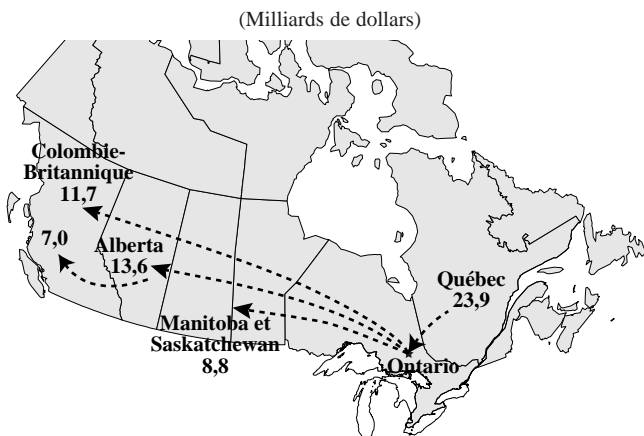 (Milliards de dollars)
Colombie-
Britannique
11,7
7,0
Alberta
13,6
Québec
23,9
Manitoba et
Saskatchewan
8,8
Ontario